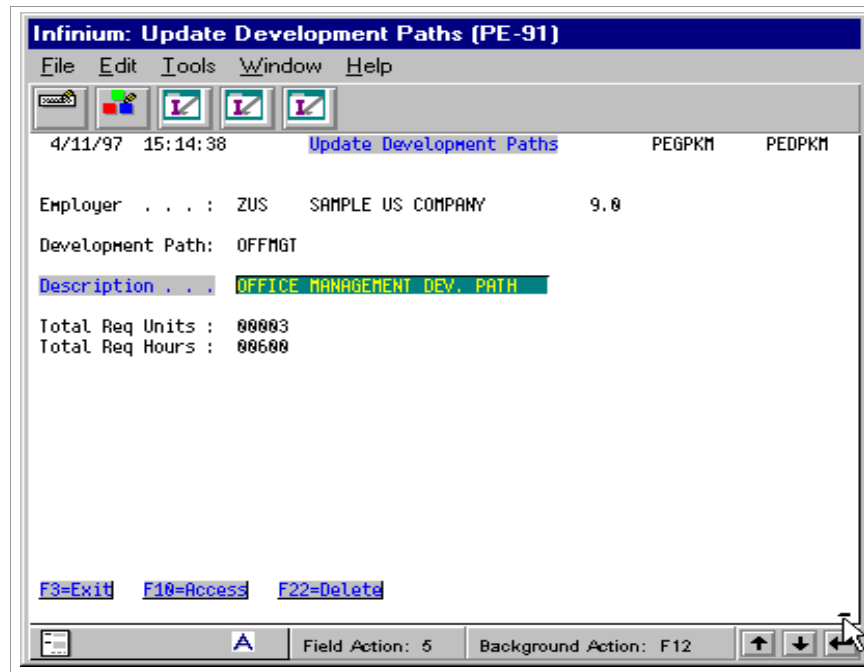 Infinium: Update Development Paths (PE-91)
File Edit Tools Window Help
4/11/97 15:14:38 Update Development Paths PEGPKM PEDPKM
Employer . . . : ZUS SAMPLE US COMPANY 9.0
Development Path: OFFMGT
Description . . . OFFICE MANAGEMENT DEV. PATH
Total Req Units : 00003
Total Req Hours : 00600
F3=Exit F10=Access F22=Delete
A Field Action: 5 Background Action: F12